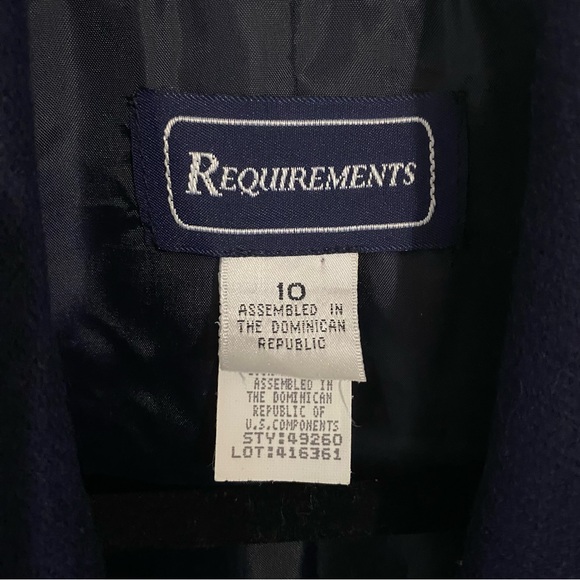 REQUIREMENTS
10
ASSEMBLED IN
THE DOMINICAN
REPUBLIC
ASSEMBLED IN
THE DOMINICAN
REPUBLIC OF
U.S.COMPONENTS
STY:49260
LOT:416361